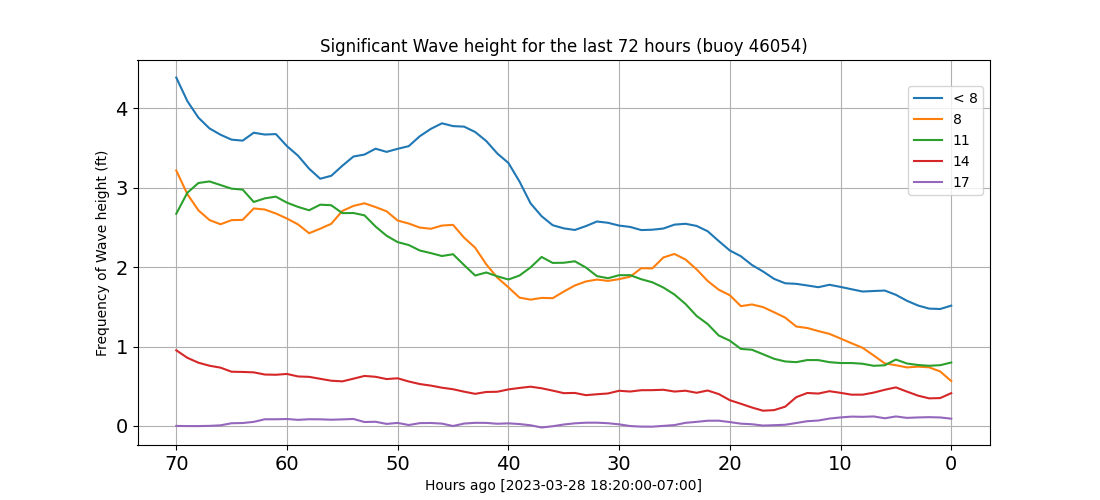 Significant Wave height for the last 72 hours (buoy 46054)
Frequency of Wave height (ft)
4
3
2
1
0
< 8
8
11
14
17
70 60 50 40 30 20 10 0
Hours ago [2023-03-28 18:20:00-07:00]